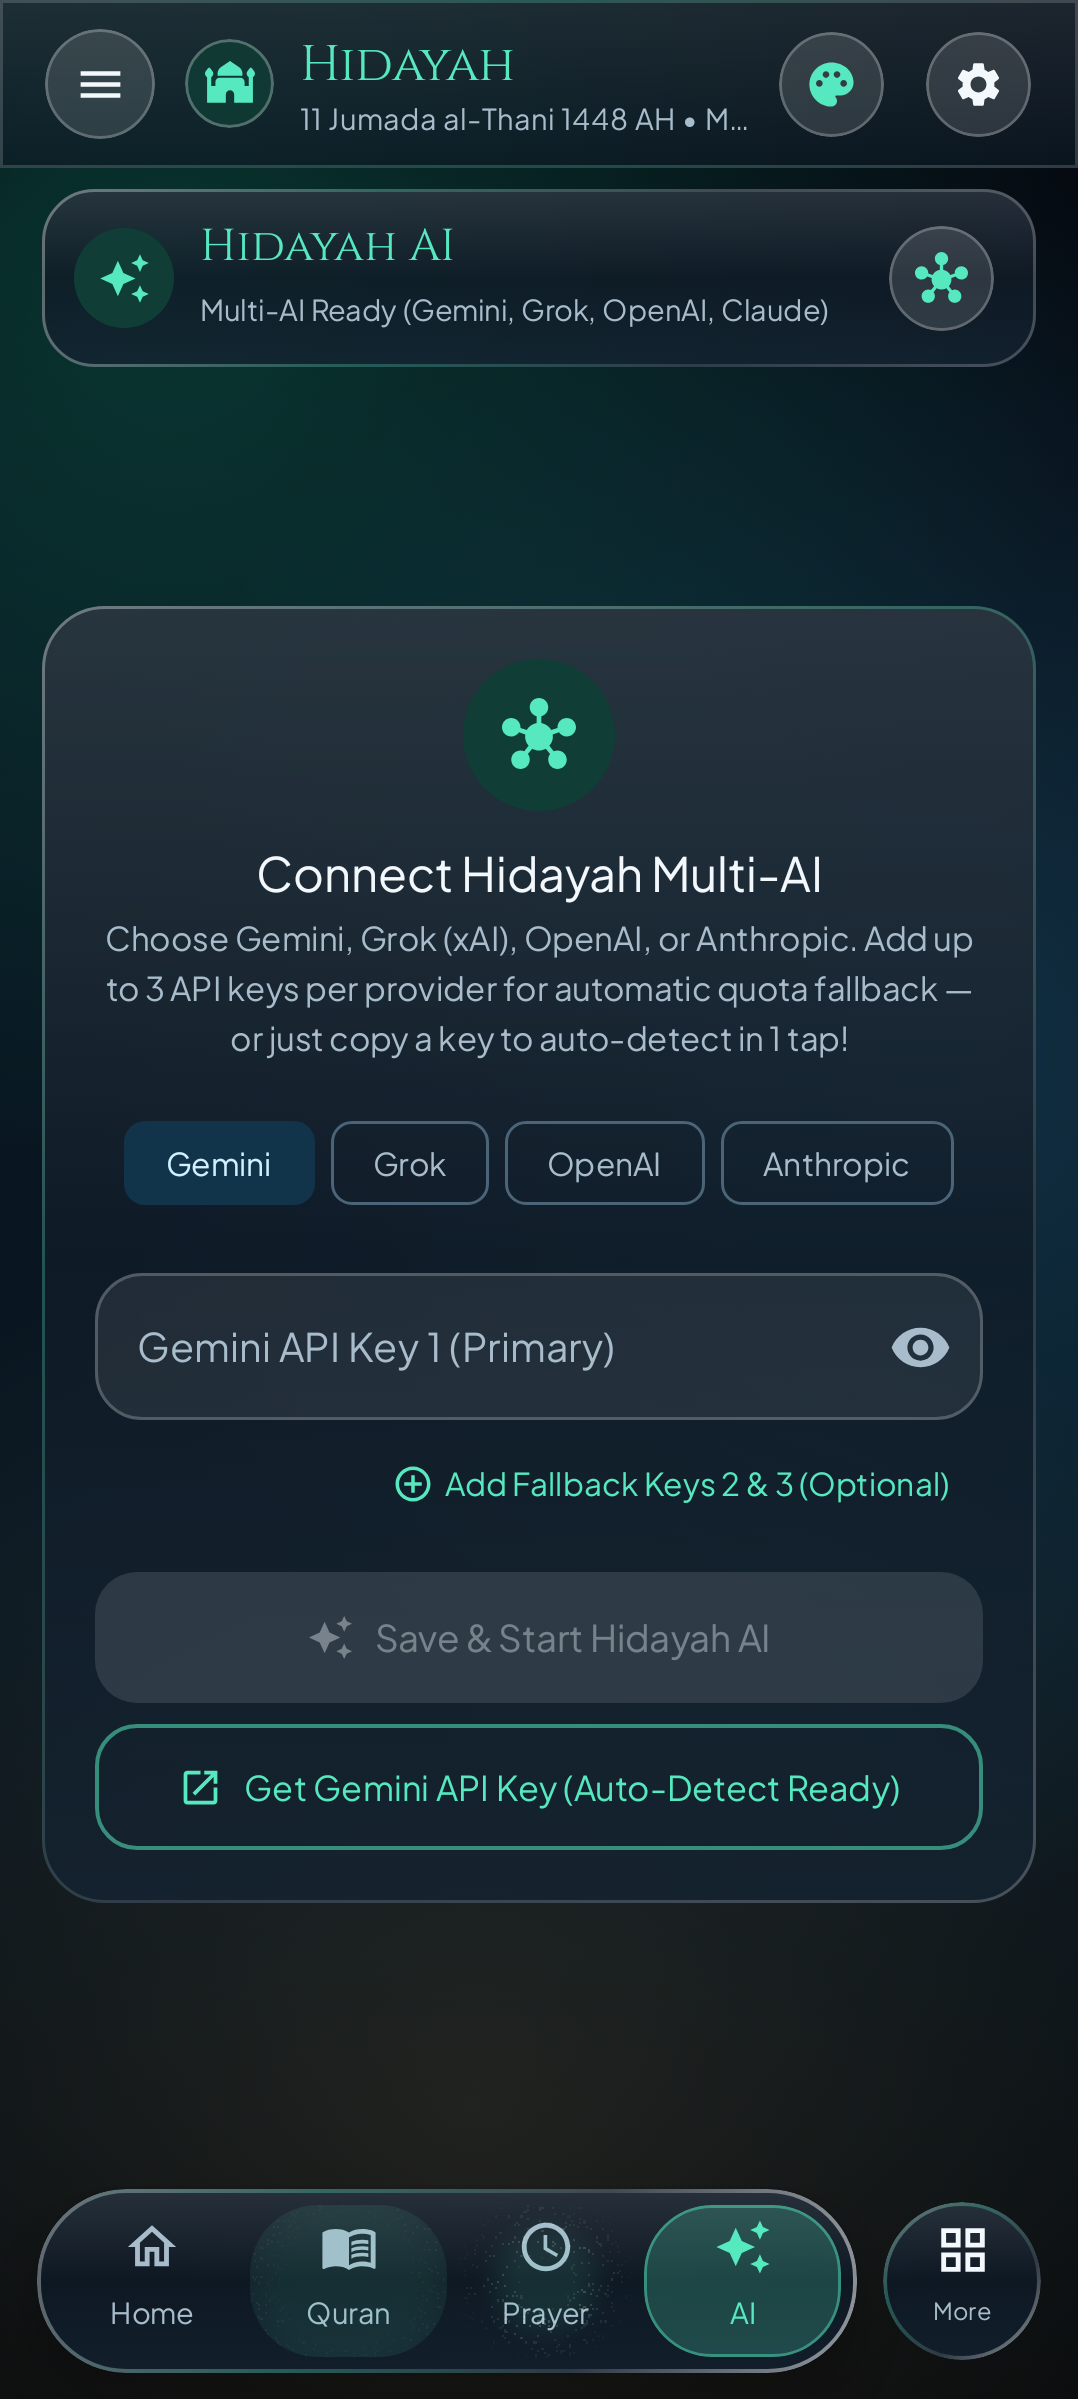 Hidayah
11 Jumada al-Thani 1448 AH • M...
Hidayah AI
Multi-AI Ready (Gemini, Grok, OpenAI, Claude)
Connect Hidayah Multi-AI
Choose Gemini, Grok (xAI), OpenAI, or Anthropic. Add up
to 3 API keys per provider for automatic quota fallback —
or just copy a key to auto-detect in 1 tap!
Gemini Grok OpenAI Anthropic
Gemini API Key 1 (Primary)
Add Fallback Keys 2 & 3 (Optional)
Save & Start Hidayah AI
Get Gemini API Key (Auto-Detect Ready)
Home Quran Prayer AI More